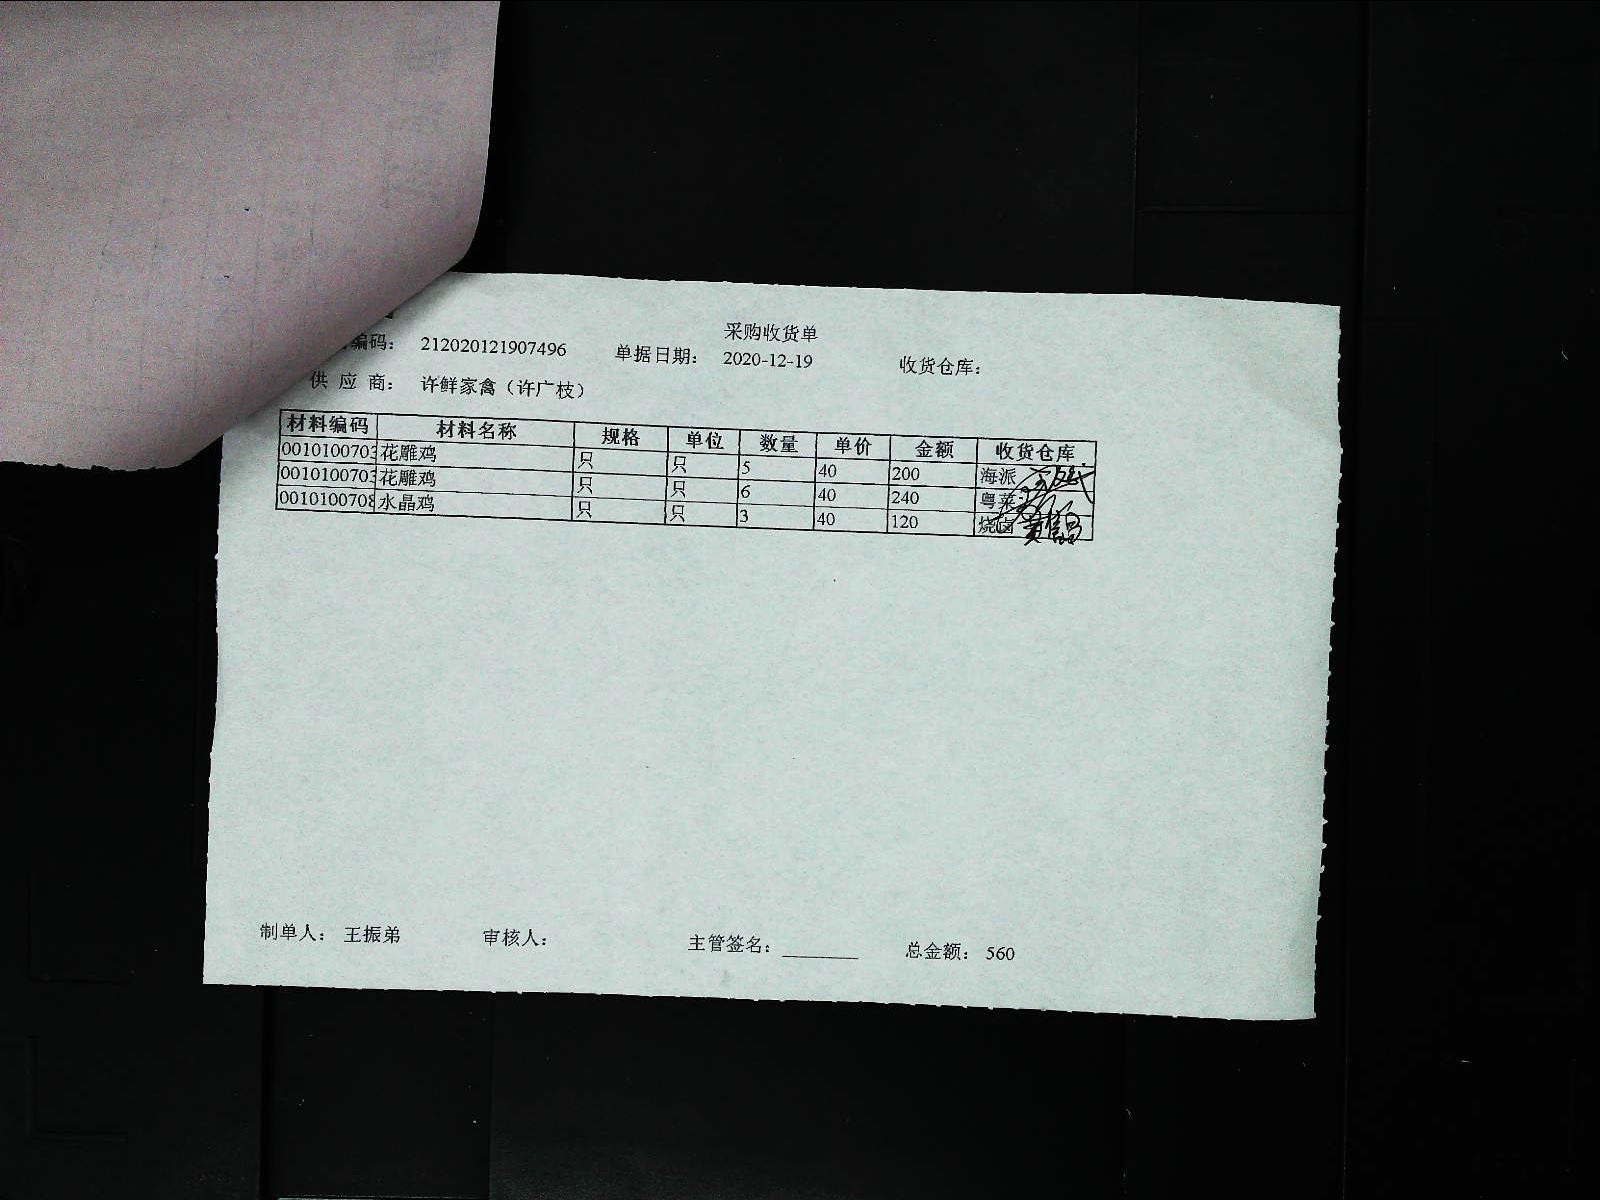 采购收货单
编码： 212020121907496 单据日期： 2020-12-19 收货仓库：
供 应 商： 许鲜家禽（许广枝）
材料编码 材料名称 规格 单位 数量 单价 金额 收货仓库
0010100703 花雕鸡 只 只 5 40 200 海派
0010100703 花雕鸡 只 只 6 40 240 粤菜
0010100708 水晶鸡 只 只 3 40 120 烧卤
制单人： 王振弟 审核人： 主管签名： ________ 总金额： 560